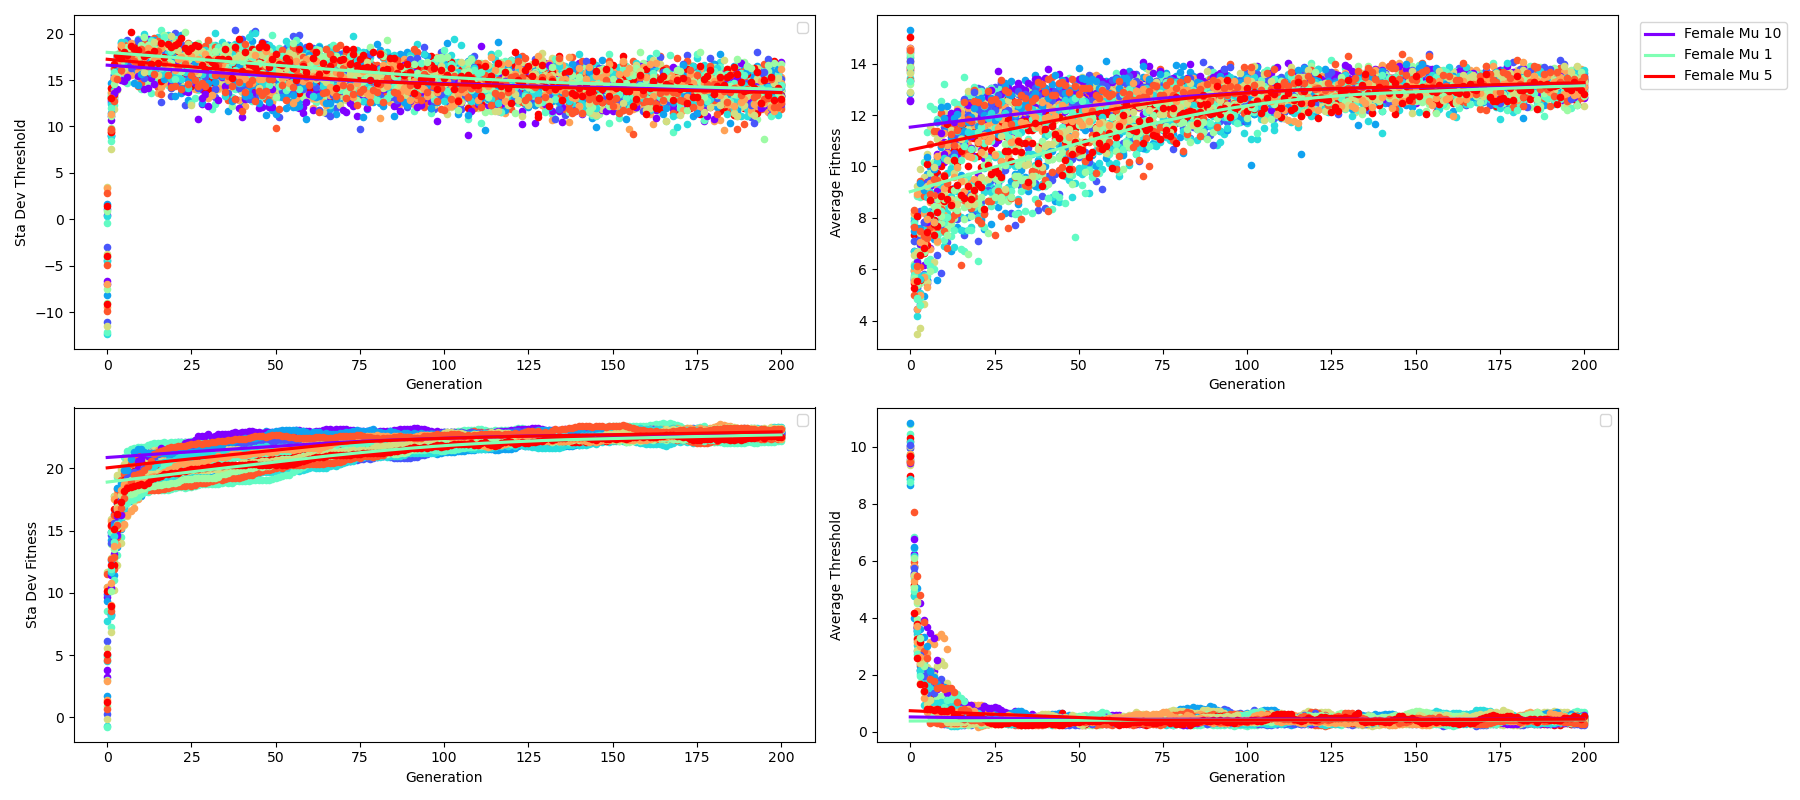 20
15
10
5
0
−5
−10
Sta Dev Threshold
0 25 50 75 100 125 150 175 200
Generation
14
12
10
8
6
4
Average Fitness
0 25 50 75 100 125 150 175 200
Generation
Female Mu 10
Female Mu 1
Female Mu 5
20
15
10
5
0
Sta Dev Fitness
0 25 50 75 100 125 150 175 200
Generation
10
8
6
4
2
0
Average Threshold
0 25 50 75 100 125 150 175 200
Generation